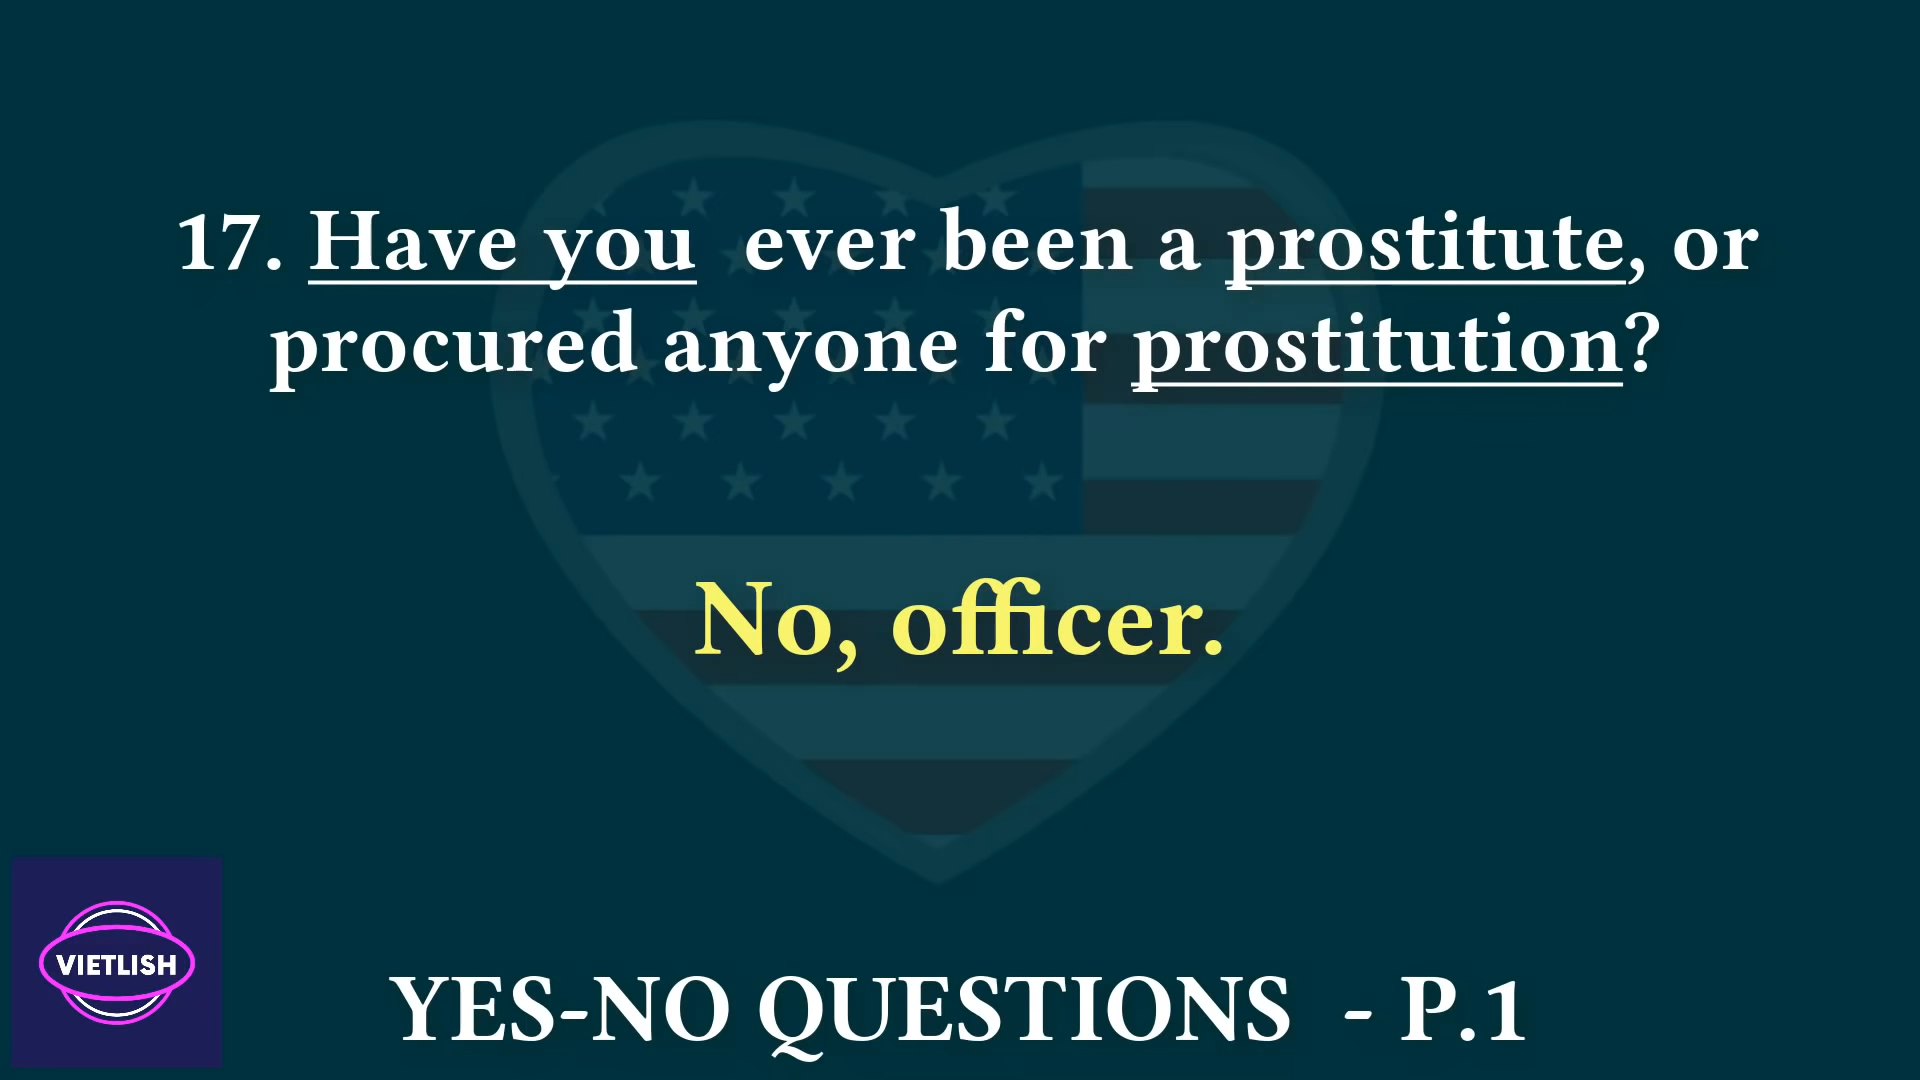 17. Have you  ever been a prostitute, or
procured anyone for prostitution?
No, officer.
VIETLISH
YES-NO QUESTIONS  - P.1